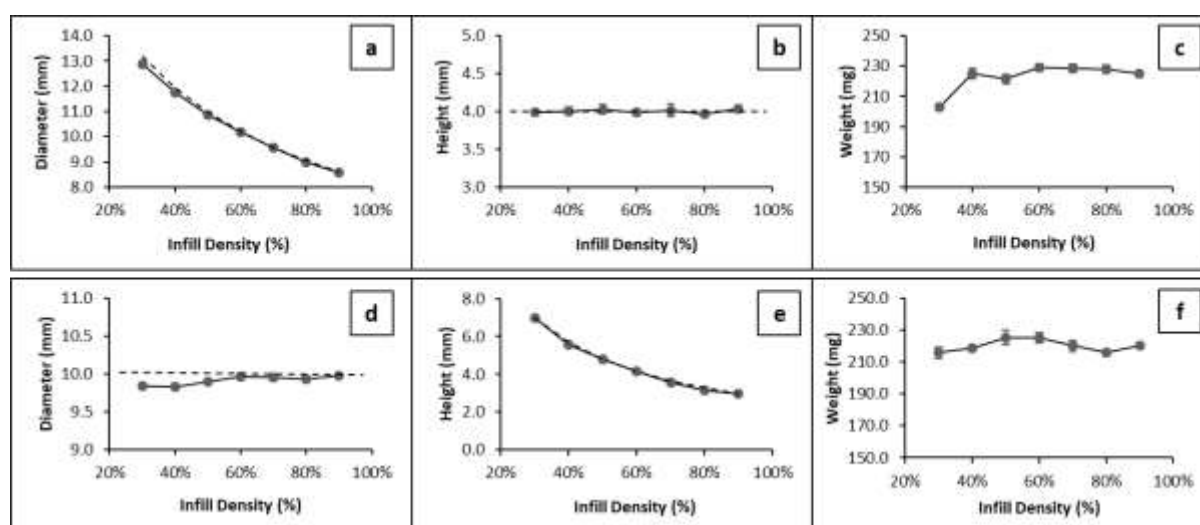 a
Diameter (mm)
14.0
13.0
12.0
11.0
10.0
9.0
8.0
20% 40% 60% 80% 100%
Infill Density (%)
b
Height (mm)
5.0
4.5
4.0
3.5
3.0
20% 40% 60% 80% 100%
Infill Density (%)
c
Weight (mg)
250
230
210
190
170
150
20% 40% 60% 80% 100%
Infill Density (%)
d
Diameter (mm)
11.0
10.5
10.0
9.5
9.0
20% 40% 60% 80% 100%
Infill Density (%)
e
Height (mm)
8.0
6.0
4.0
2.0
0.0
20% 40% 60% 80% 100%
Infill Density (%)
f
Weight (mg)
250.0
230.0
210.0
190.0
170.0
150.0
20% 40% 60% 80% 100%
Infill Density (%)